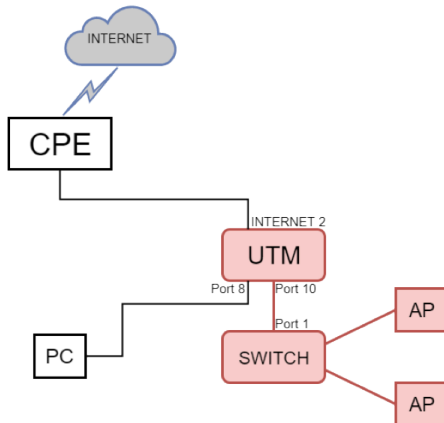 INTERNET
CPE
INTERNET 2
UTM
Port 8
Port 10
Port 1
AP
PC
SWITCH
AP